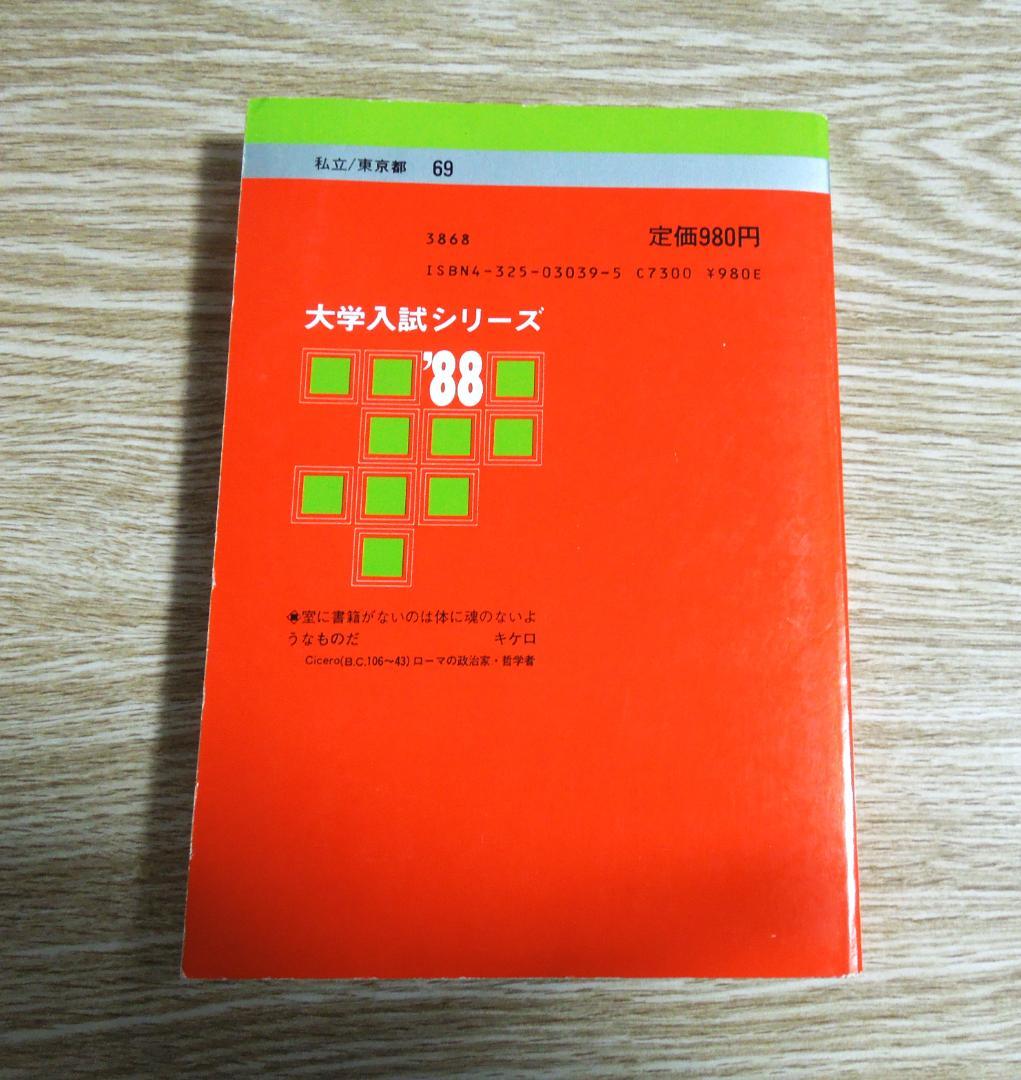 私立/東京都 69
3868 定価980円
ISBN4-325-03039-5 C7300 ¥980E
大学入試シリーズ
'88
室に書籍がないのは体に魂のないよ
うなものだ キケロ
Cicero(B.C.106～43) ローマの政治家・哲学者